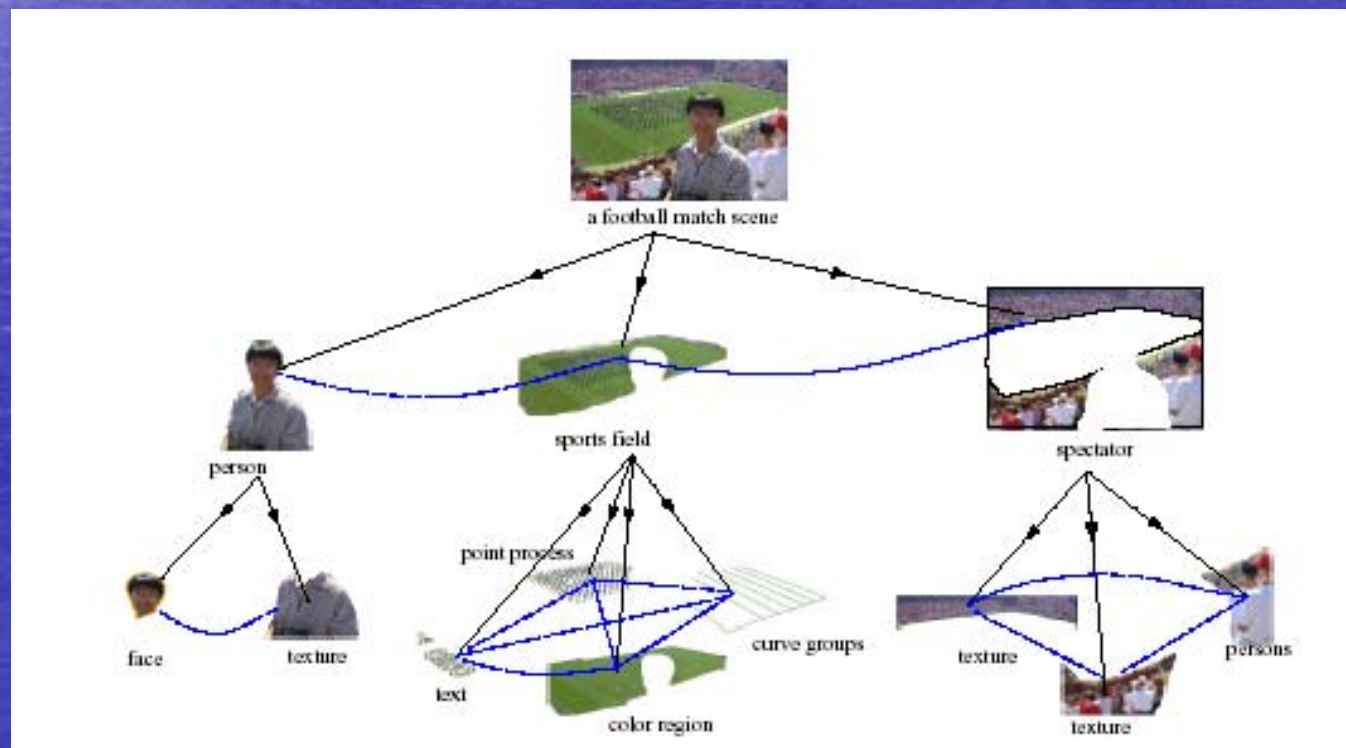 a football match scene
sports field
spectator
person
point process
curve groups
face
texture
text
color region
texture
persons
texture